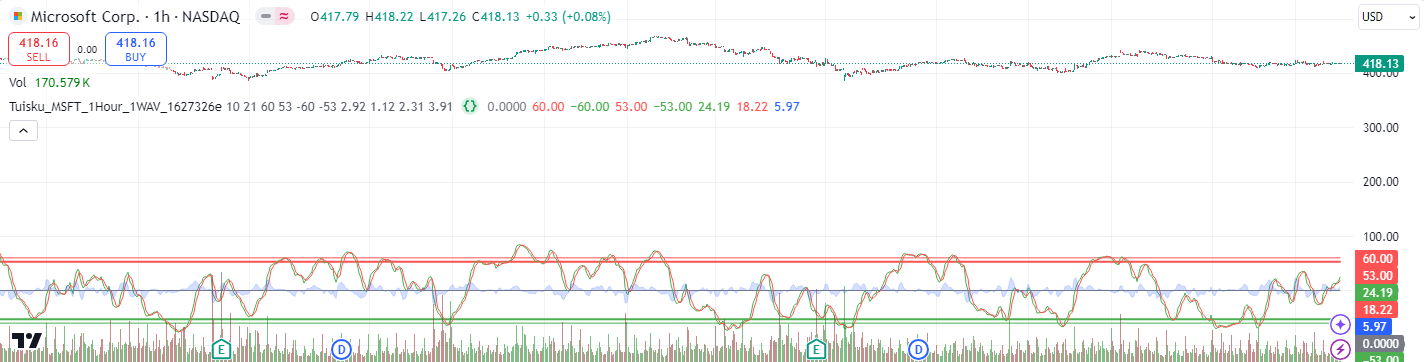 Microsoft Corp. · 1h · NASDAQ O417.79 H418.22 L417.26 C418.13 +0.33 (+0.08%) USD
418.16 SELL 0.00 418.16 BUY
418.13
400.00
Vol 170.579 K
Tuisku_MSFT_1Hour_1WAV_1627326e 10 21 60 53 -60 -53 2.92 1.12 2.31 3.91 {} 0.0000 60.00 −60.00 53.00 −53.00 24.19 18.22 5.97
300.00
200.00
100.00
60.00
53.00
24.19
18.22
5.97
0.0000
−53.00
E D E D